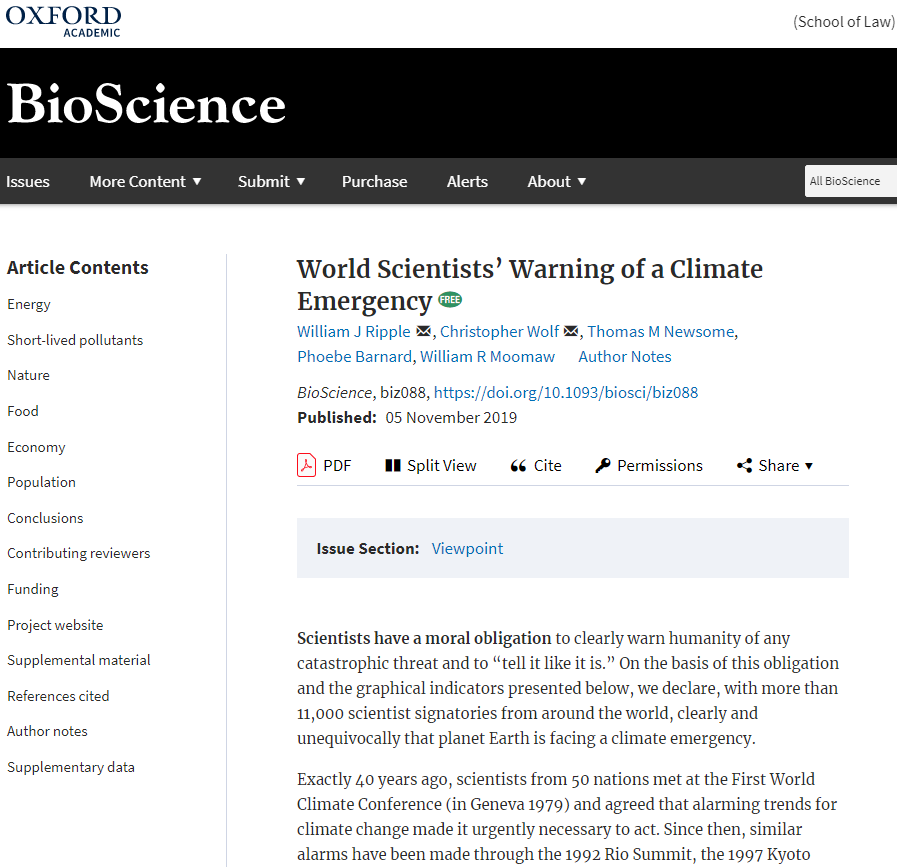 OXFORD
ACADEMIC
(School of Law)
BioScience
Issues More Content ▼ Submit ▼ Purchase Alerts About ▼ All BioScience
Article Contents
Energy
Short-lived pollutants
Nature
Food
Economy
Population
Conclusions
Contributing reviewers
Funding
Project website
Supplemental material
References cited
Author notes
Supplementary data
World Scientists’ Warning of a Climate
Emergency FREE
William J Ripple ✉, Christopher Wolf ✉, Thomas M Newsome,
Phoebe Barnard, William R Moomaw Author Notes
BioScience, biz088, https://doi.org/10.1093/biosci/biz088
Published: 05 November 2019
PDF Split View Cite Permissions Share ▼
Issue Section: Viewpoint
Scientists have a moral obligation to clearly warn humanity of any
catastrophic threat and to “tell it like it is.” On the basis of this obligation
and the graphical indicators presented below, we declare, with more than
11,000 scientist signatories from around the world, clearly and
unequivocally that planet Earth is facing a climate emergency.
Exactly 40 years ago, scientists from 50 nations met at the First World
Climate Conference (in Geneva 1979) and agreed that alarming trends for
climate change made it urgently necessary to act. Since then, similar
alarms have been made through the 1992 Rio Summit, the 1997 Kyoto